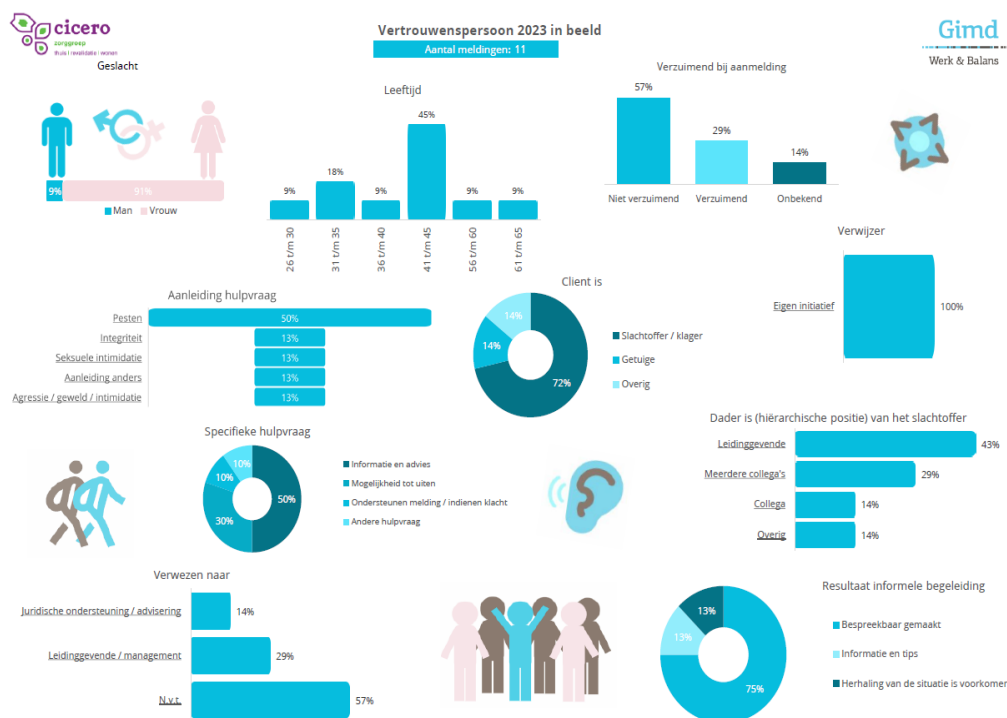 cicero
zorggroep
thuis | revalidatie | wonen
Vertrouwenspersoon 2023 in beeld
Aantal meldingen: 11
Gimd
Werk & Balans
Geslacht
9%
91%
Man
Vrouw
Leeftijd
9%
18%
9%
45%
9%
9%
26 t/m 30
31 t/m 35
36 t/m 40
41 t/m 45
56 t/m 60
61 t/m 65
Verzuimend bij aanmelding
57%
29%
14%
Niet verzuimend
Verzuimend
Onbekend
Verwijzer
Eigen initiatief
100%
Aanleiding hulpvraag
Pesten
50%
Integriteit
13%
Seksuele intimidatie
13%
Aanleiding anders
13%
Agressie / geweld / intimidatie
13%
Client is
14%
14%
72%
Slachtoffer / klager
Getuige
Overig
Specifieke hulpvraag
10%
10%
30%
50%
Informatie en advies
Mogelijkheid tot uiten
Ondersteunen melding / indienen klacht
Andere hulpvraag
Dader is (hiërarchische positie) van het slachtoffer
Leidinggevende
43%
Meerdere collega's
29%
Collega
14%
Overig
14%
Verwezen naar
Juridische ondersteuning / advisering
14%
Leidinggevende / management
29%
N.v.t.
57%
Resultaat informele begeleiding
13%
13%
75%
Bespreekbaar gemaakt
Informatie en tips
Herhaling van de situatie is voorkomen